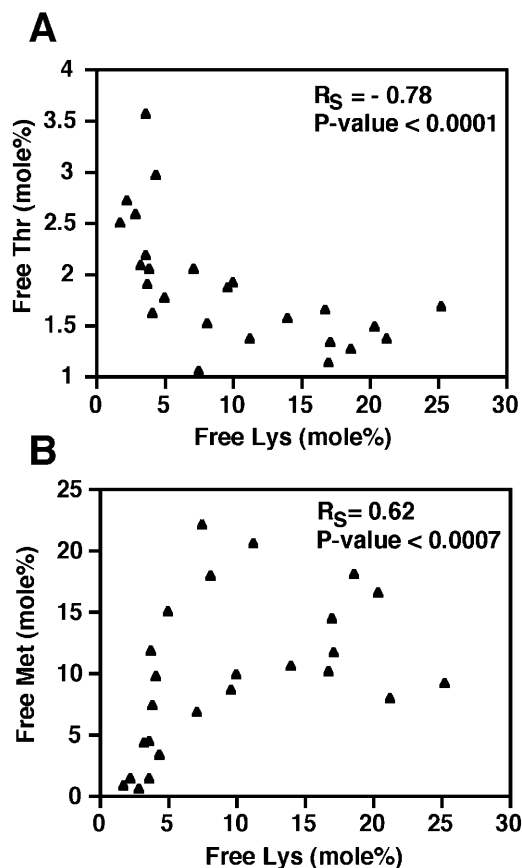 A
4
3.5
3
2.5
2
1.5
1
Free Thr (mole%)
RS = - 0.78
P-value < 0.0001
0 5 10 15 20 25 30
Free Lys (mole%)
B
25
20
15
10
5
0
Free Met (mole%)
RS= 0.62
P-value < 0.0007
0 5 10 15 20 25 30
Free Lys (mole%)